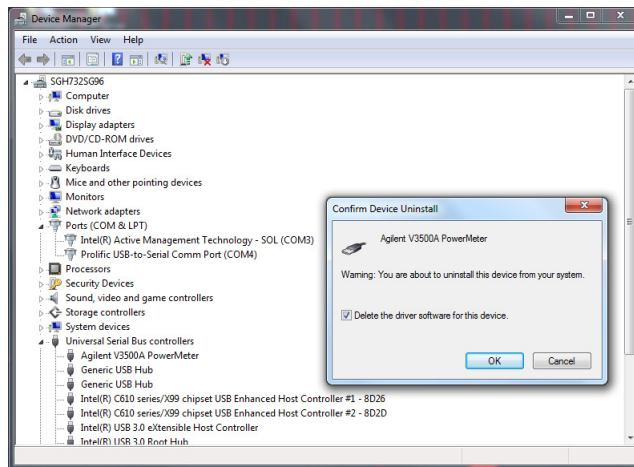 Device Manager
File Action View Help
SGH732SG96
Computer
Disk drives
Display adapters
DVD/CD-ROM drives
Human Interface Devices
Keyboards
Mice and other pointing devices
Monitors
Network adapters
Ports (COM & LPT)
Intel(R) Active Management Technology - SOL (COM3)
Prolific USB-to-Serial Comm Port (COM4)
Processors
Security Devices
Sound, video and game controllers
Storage controllers
System devices
Universal Serial Bus controllers
Agilent V3500A PowerMeter
Generic USB Hub
Generic USB Hub
Intel(R) C610 series/X99 chipset USB Enhanced Host Controller #1 - 8D26
Intel(R) C610 series/X99 chipset USB Enhanced Host Controller #2 - 8D2D
Intel(R) USB 3.0 eXtensible Host Controller
Intel(R) USB 3.0 Root Hub
Confirm Device Uninstall
Agilent V3500A PowerMeter
Warning: You are about to uninstall this device from your system.
Delete the driver software for this device.
OK Cancel